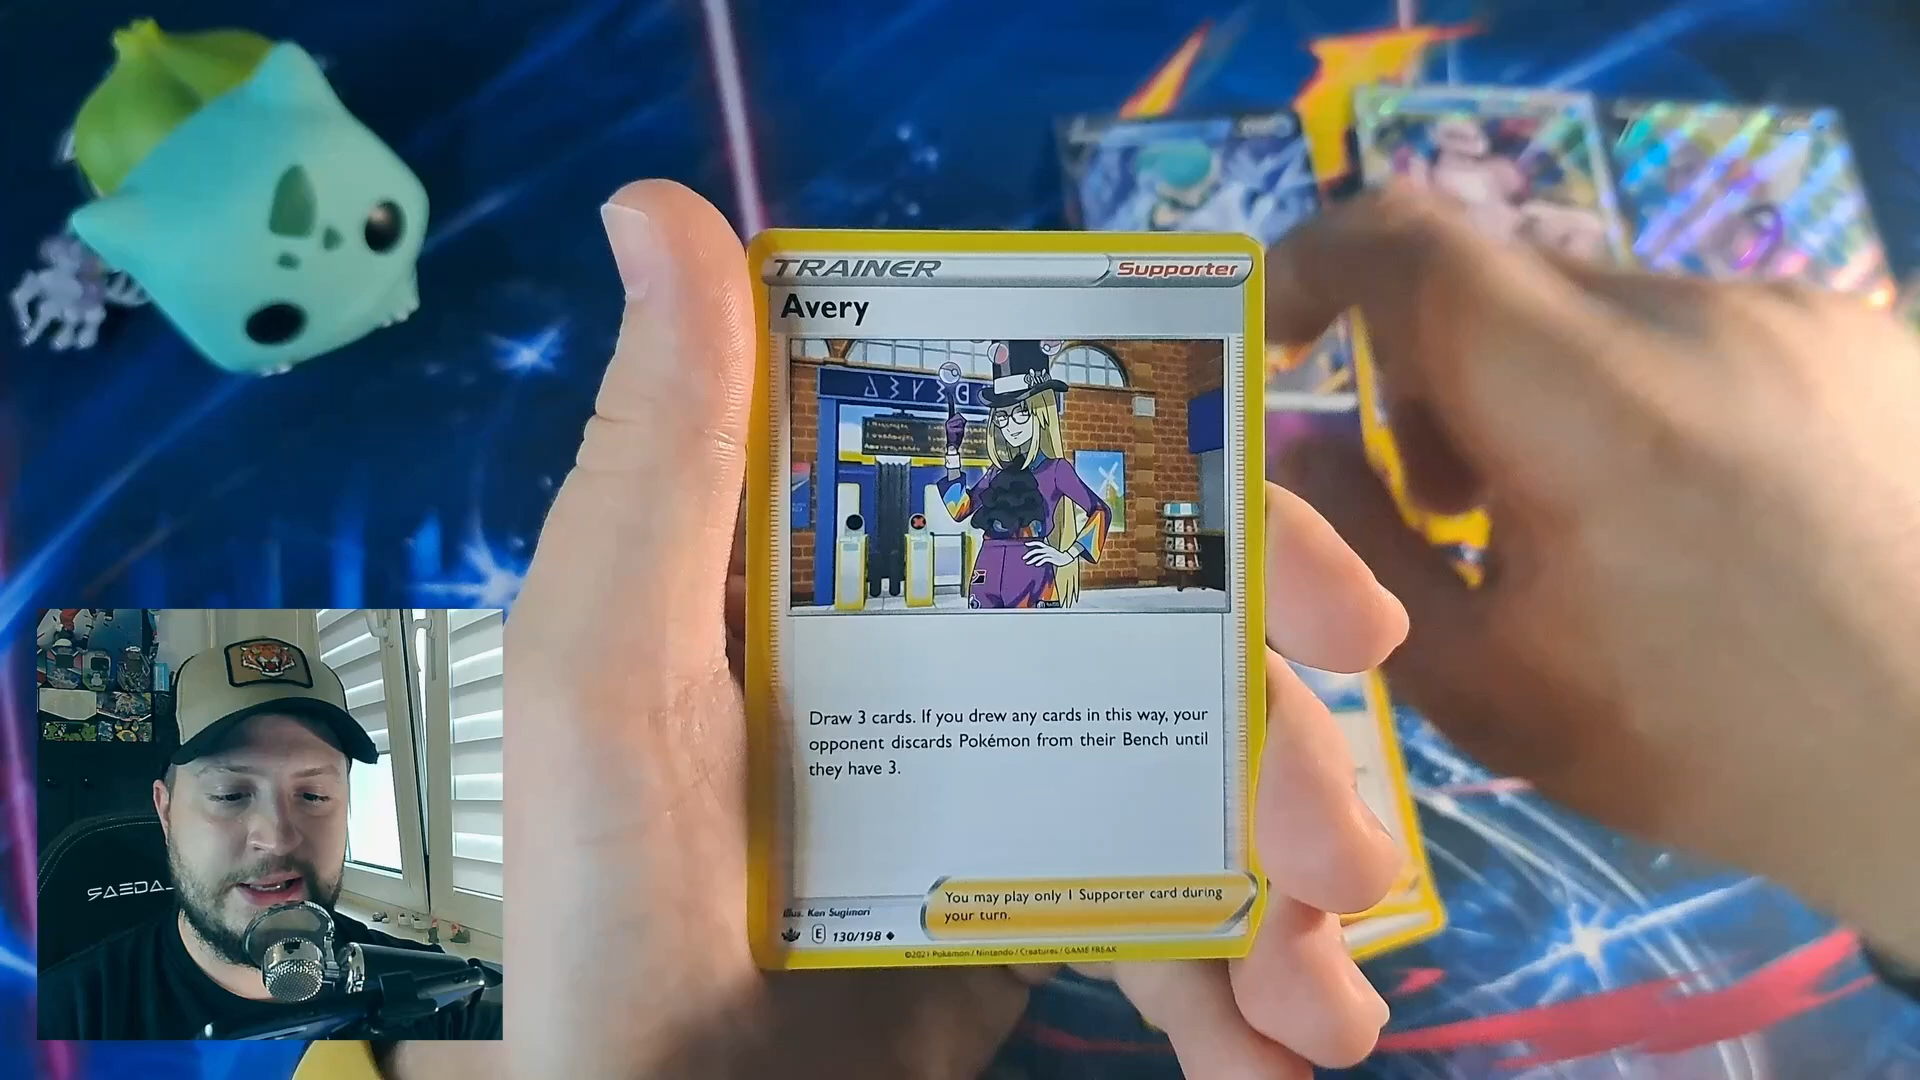 TRAINER
Supporter
Avery
Draw 3 cards. If you drew any cards in this way, your
opponent discards Pokémon from their Bench until
they have 3.
You may play only 1 Supporter card during
your turn.
Illus. Ken Sugimori
E 130/198
©2021 Pokémon / Nintendo / Creatures / GAME FREAK